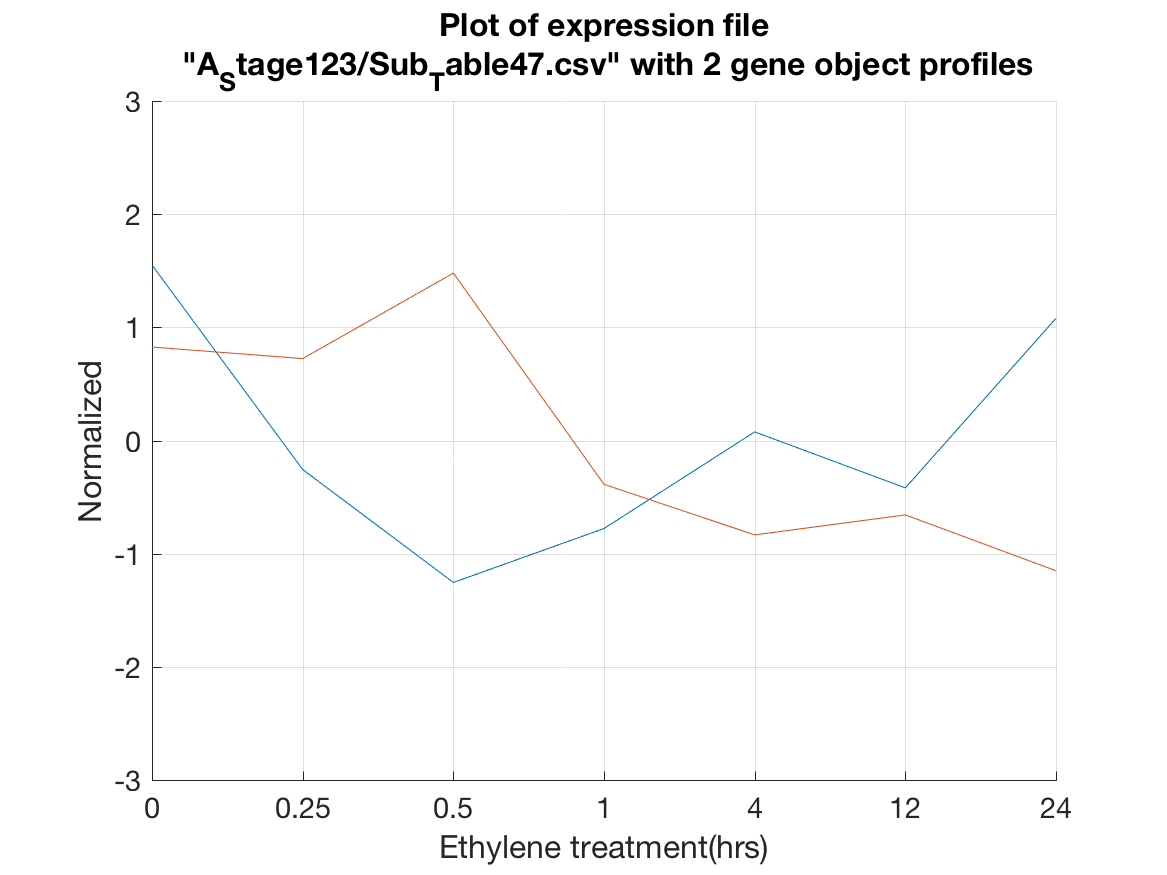 Plot of expression file
"A_Stage123/Sub_Table47.csv" with 2 gene object profiles
3
2
1
0
-1
-2
-3
Normalized
0 0.25 0.5 1 4 12 24
Ethylene treatment(hrs)